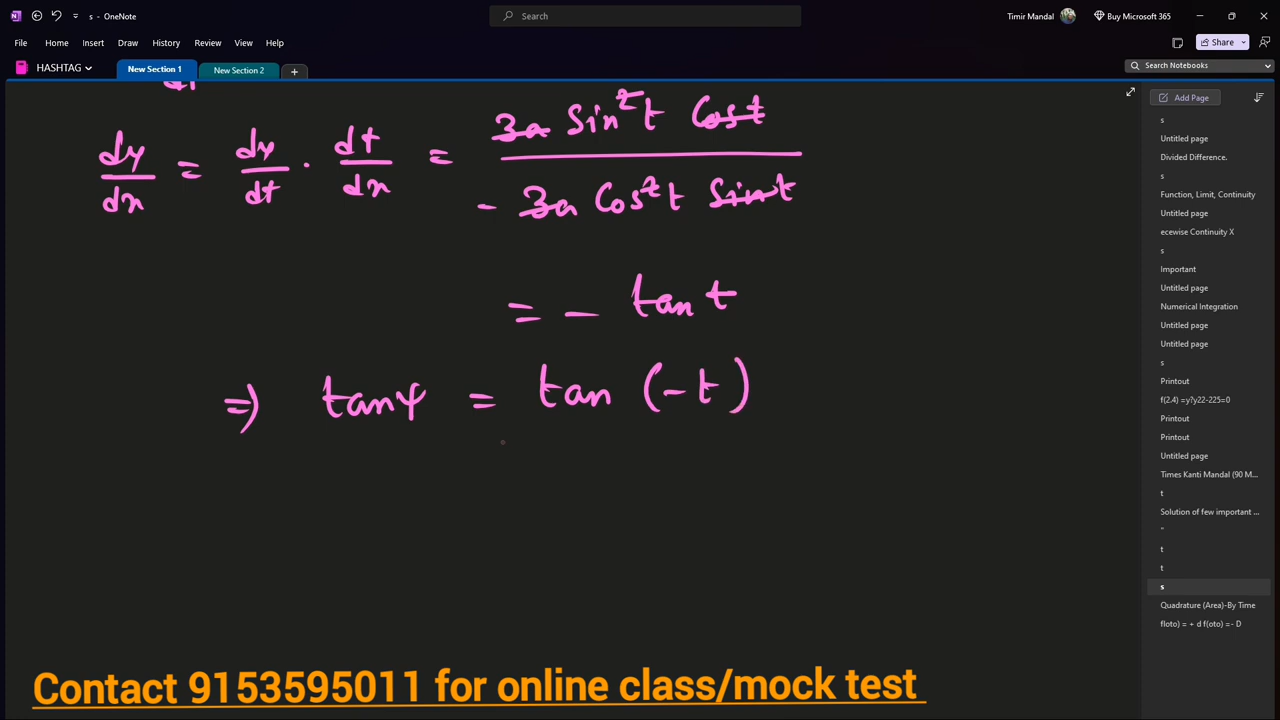 s - OneNote
Search
Timir Mandal
Buy Microsoft 365
File Home Insert Draw History Review View Help
Share
HASHTAG
New Section 1
New Section 2
+
Search Notebooks
Add Page
dy/dx = dy/dt · dt/dx = 3a Sin²t Cost / - 3a Cos²t Sint
= - tan t
⇒ tanψ = tan (-t)
s
Untitled page
Divided Difference.
s
Function, Limit, Continuity
Untitled page
ecewise Continuity X
s
Important
Untitled page
Numerical Integration
Untitled page
Untitled page
s
Printout
f(2.4) =y?y22-225=0
Printout
Printout
Untitled page
Times Kanti Mandal (90 M...
t
Solution of few important ...
"
t
t
s
Quadrature (Area)-By Time
floto) = + d f(oto) =- D
Contact 9153595011 for online class/mock test